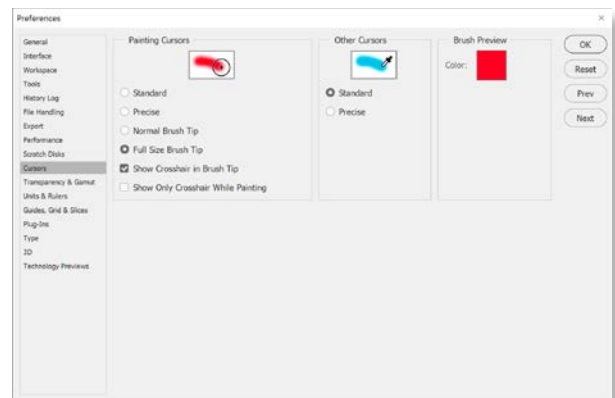 Preferences
General
Interface
Workspace
Tools
History Log
File Handling
Export
Performance
Scratch Disks
Cursors
Transparency & Gamut
Units & Rulers
Guides, Grid & Slices
Plug-Ins
Type
3D
Technology Previews
Painting Cursors
Standard
Precise
Normal Brush Tip
Full Size Brush Tip
Show Crosshair in Brush Tip
Show Only Crosshair While Painting
Other Cursors
Standard
Precise
Brush Preview
Color:
OK
Reset
Prev
Next